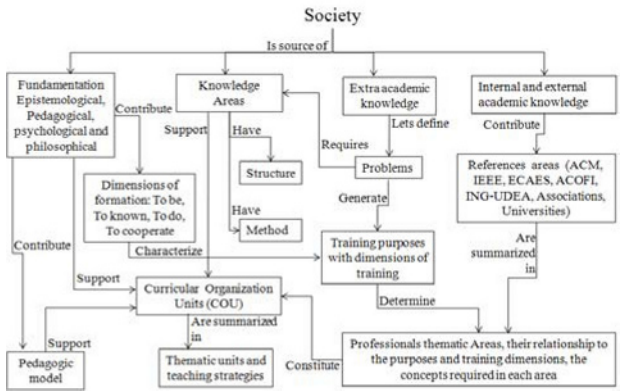 Society
Is source of
Fundamentation
Epistemological,
Pedagogical,
psychological and
philosophical
Contribute
Knowledge
Areas
Support
Have
Structure
Have
Method
Extra academic
knowledge
Lets define
Requires
Problems
Generate
Internal and external
academic knowledge
Contribute
References areas (ACM,
IEEE, ECAES, ACOFI,
ING-UDEA, Associations,
Universities)
Are
summarized
in
Dimensions of
formation: To be,
To known, To do,
To cooperate
Characterize
Training purposes
with dimensions of
training
Determine
Contribute
Support
Curricular Organization
Units (COU)
Support
Are summarized
in
Pedagogic
model
Thematic units and
teaching strategies
Constitute
Professionals thematic Areas, their relationship to
the purposes and training dimensions, the
concepts required in each area